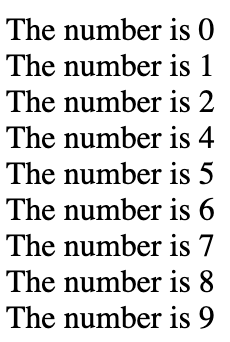 The number is 0
The number is 1
The number is 2
The number is 4
The number is 5
The number is 6
The number is 7
The number is 8
The number is 9